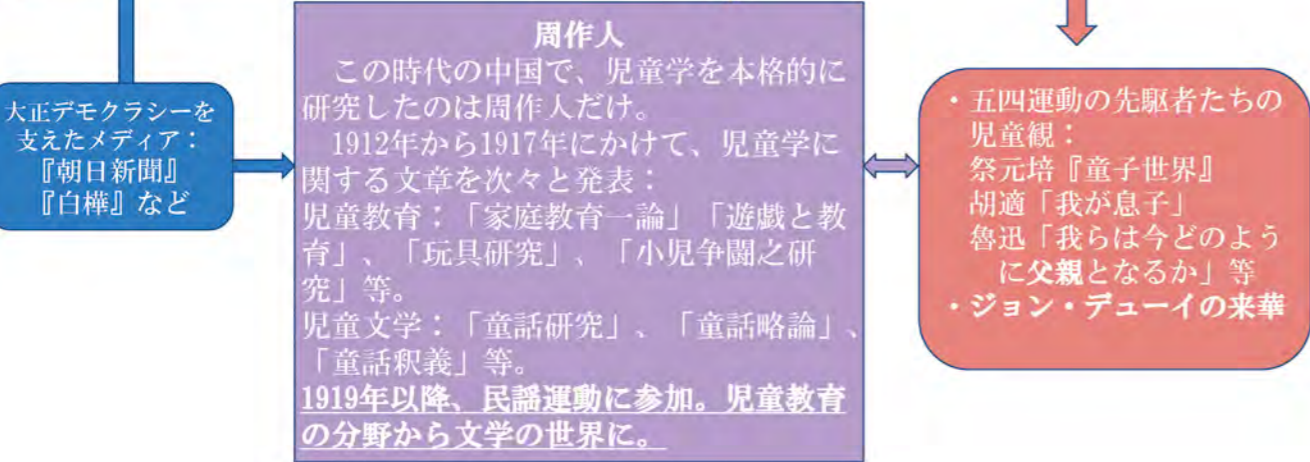 大正デモクラシーを
支えたメディア：
『朝日新聞』
『白樺』など
周作人
この時代の中国で、児童学を本格的に
研究したのは周作人だけ。
1912年から1917年にかけて、児童学に
関する文章を次々と発表：
児童教育：「家庭教育一論」「遊戯と教
育」、「玩具研究」、「小児争闘之研
究」等。
児童文学：「童話研究」、「童話略論」、
「童話釈義」等。
1919年以降、民謡運動に参加。児童教育
の分野から文学の世界に。
・五四運動の先駆者たちの
児童観：
祭元培『童子世界』
胡適「我が息子」
魯迅「我らは今どのよう
に父親となるか」等
・ジョン・デューイの来華